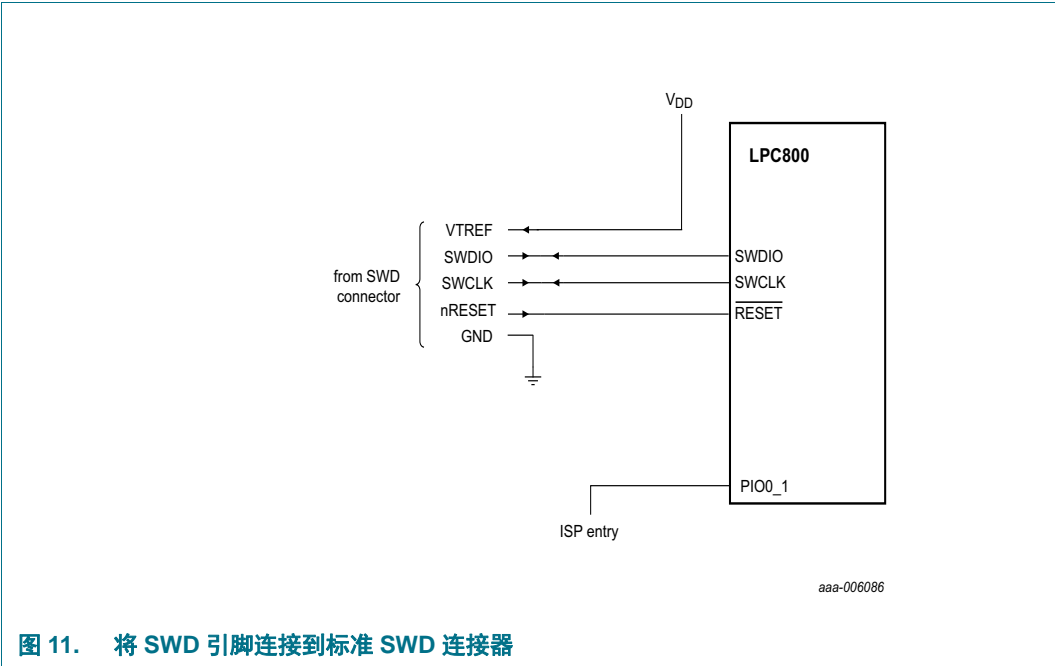 VDD
LPC800
VTREF
SWDIO
SWCLK
nRESET
GND
from SWD
connector
SWDIO
SWCLK
RESET
PIO0_1
ISP entry
aaa-006086
图 11. 将 SWD 引脚连接到标准 SWD 连接器